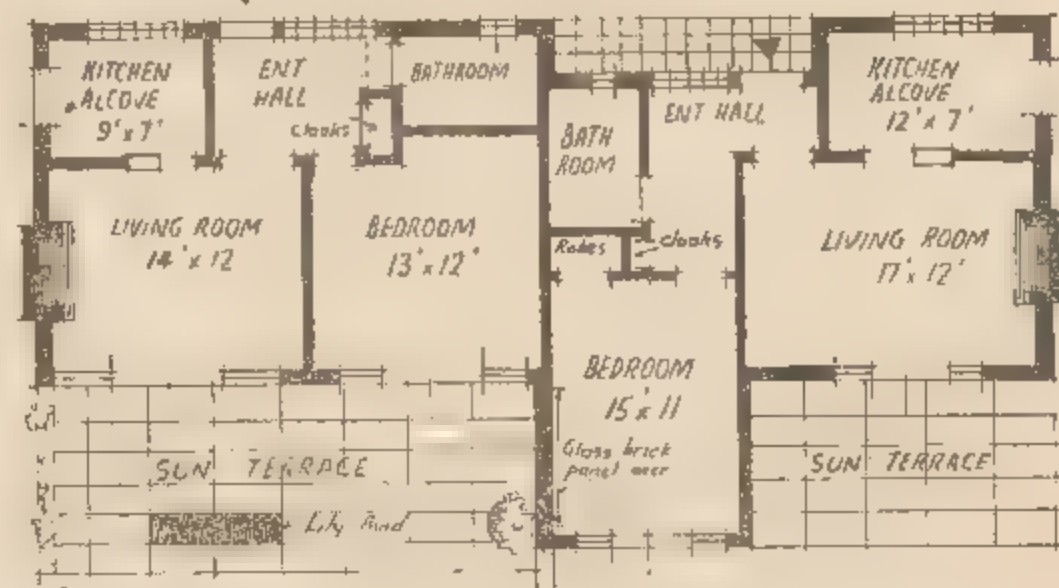 KITCHEN
ALCOVE
9' x 7'
ENT
HALL
cloaks
BATHROOM
LIVING ROOM
14' x 12
BEDROOM
13' x 12'
SUN TERRACE
Lily Pond
BATH
ROOM
ENT HALL
Robes
cloaks
BEDROOM
15' x 11
Glass brick
panel over
KITCHEN
ALCOVE
12' x 7'
LIVING ROOM
17' x 12'
SUN TERRACE